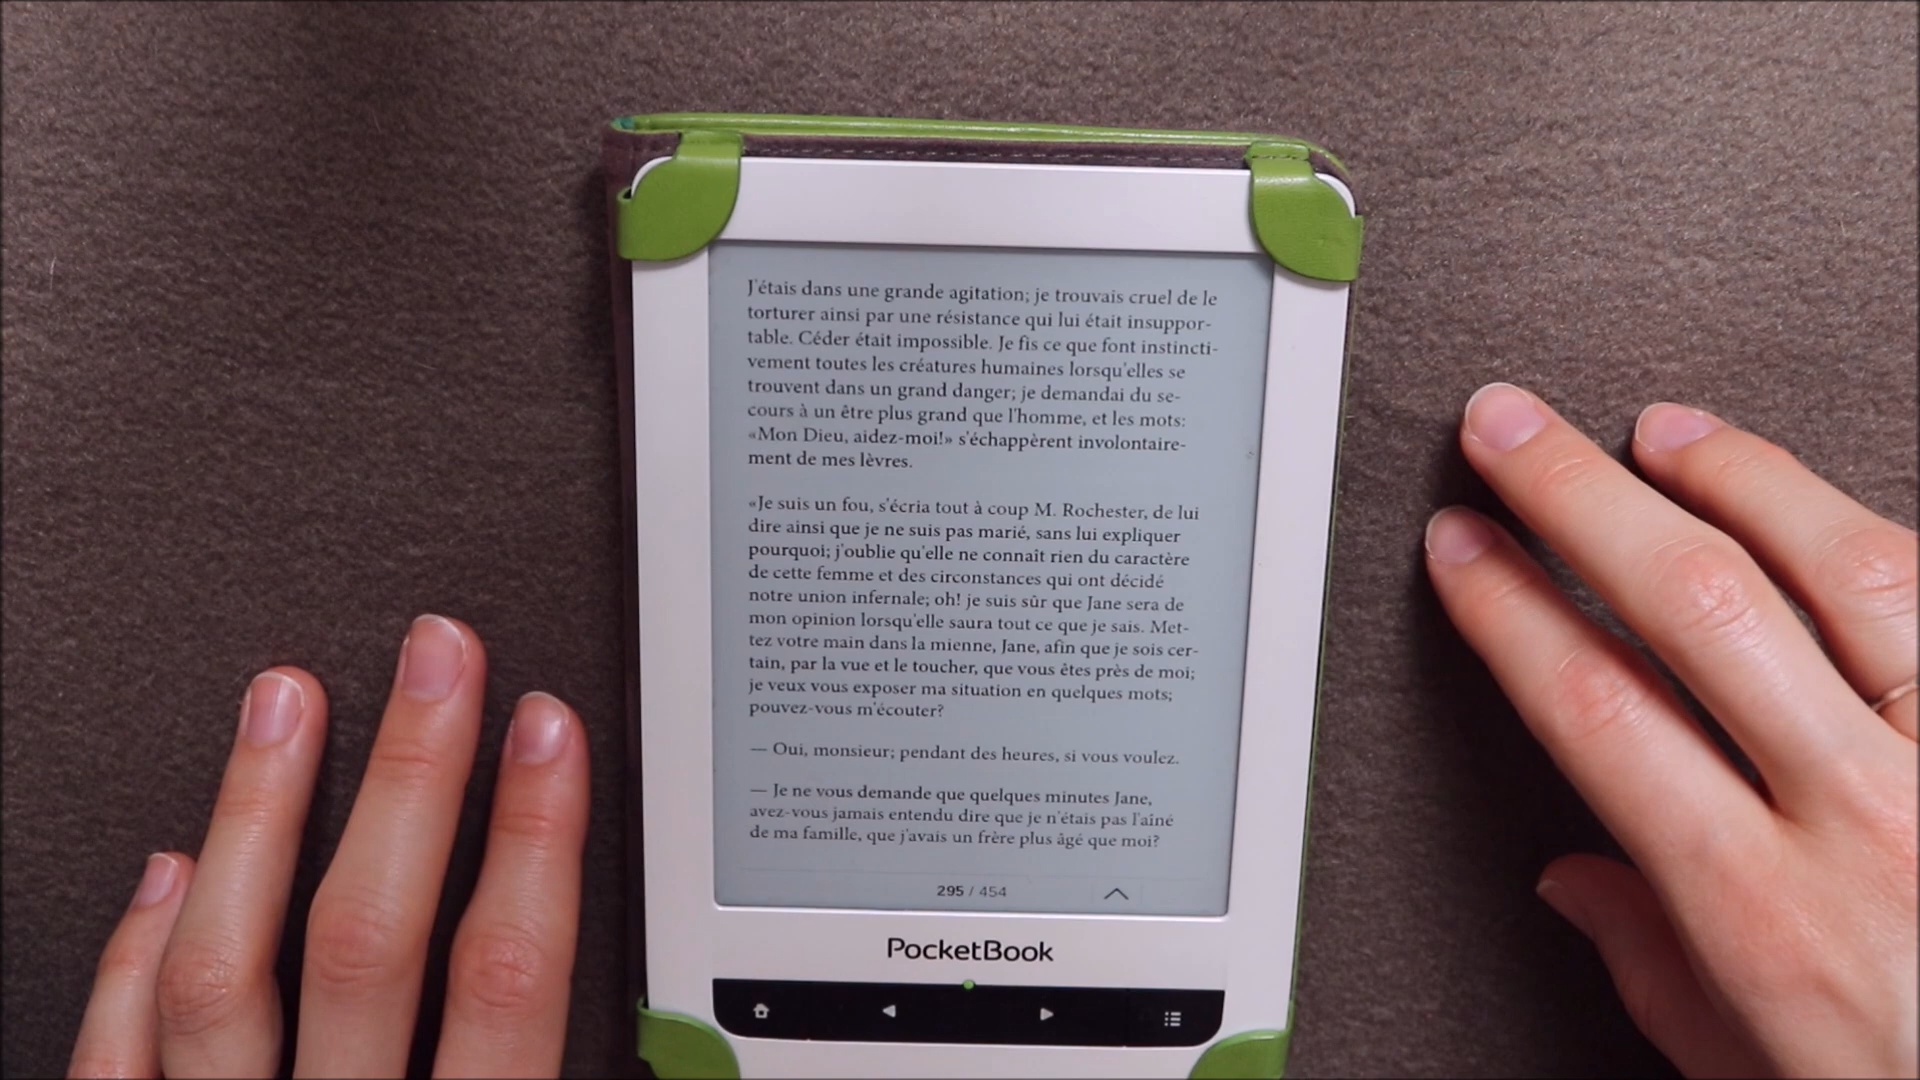 J'étais dans une grande agitation; je trouvais cruel de le
torturer ainsi par une résistance qui lui était insuppor-
table. Céder était impossible. Je fis ce que font instincti-
vement toutes les créatures humaines lorsqu'elles se
trouvent dans un grand danger; je demandai du se-
cours à un être plus grand que l'homme, et les mots:
«Mon Dieu, aidez-moi!» s'échappèrent involontaire-
ment de mes lèvres.
«Je suis un fou, s'écria tout à coup M. Rochester, de lui
dire ainsi que je ne suis pas marié, sans lui expliquer
pourquoi; j'oublie qu'elle ne connaît rien du caractère
de cette femme et des circonstances qui ont décidé
notre union infernale; oh! je suis sûr que Jane sera de
mon opinion lorsqu'elle saura tout ce que je sais. Met-
tez votre main dans la mienne, Jane, afin que je sois cer-
tain, par la vue et le toucher, que vous êtes près de moi;
je veux vous exposer ma situation en quelques mots;
pouvez-vous m'écouter?
— Oui, monsieur; pendant des heures, si vous voulez.
— Je ne vous demande que quelques minutes Jane,
avez-vous jamais entendu dire que je n'étais pas l'aîné
de ma famille, que j'avais un frère plus âgé que moi?
295 / 454
PocketBook